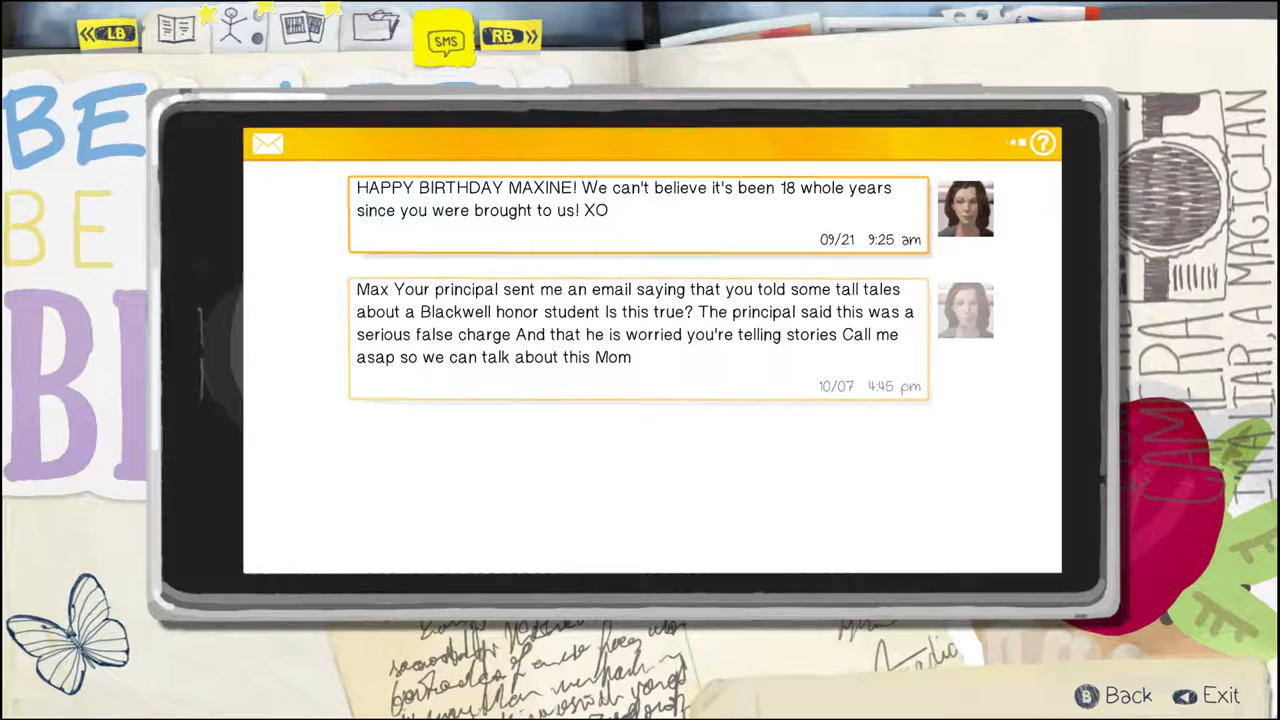 LB
SMS
RB
BE
BE
HAPPY BIRTHDAY MAXINE! We can't believe it's been 18 whole years
since you were brought to us! XO
09/21 9:25 am
Max Your principal sent me an email saying that you told some tall tales
about a Blackwell honor student Is this true? The principal said this was a
serious false charge And that he is worried you're telling stories Call me
asap so we can talk about this Mom
10/07 4:45 pm
CAMERA
I'M A LIAR, A MAGICIAN
B Back
Exit